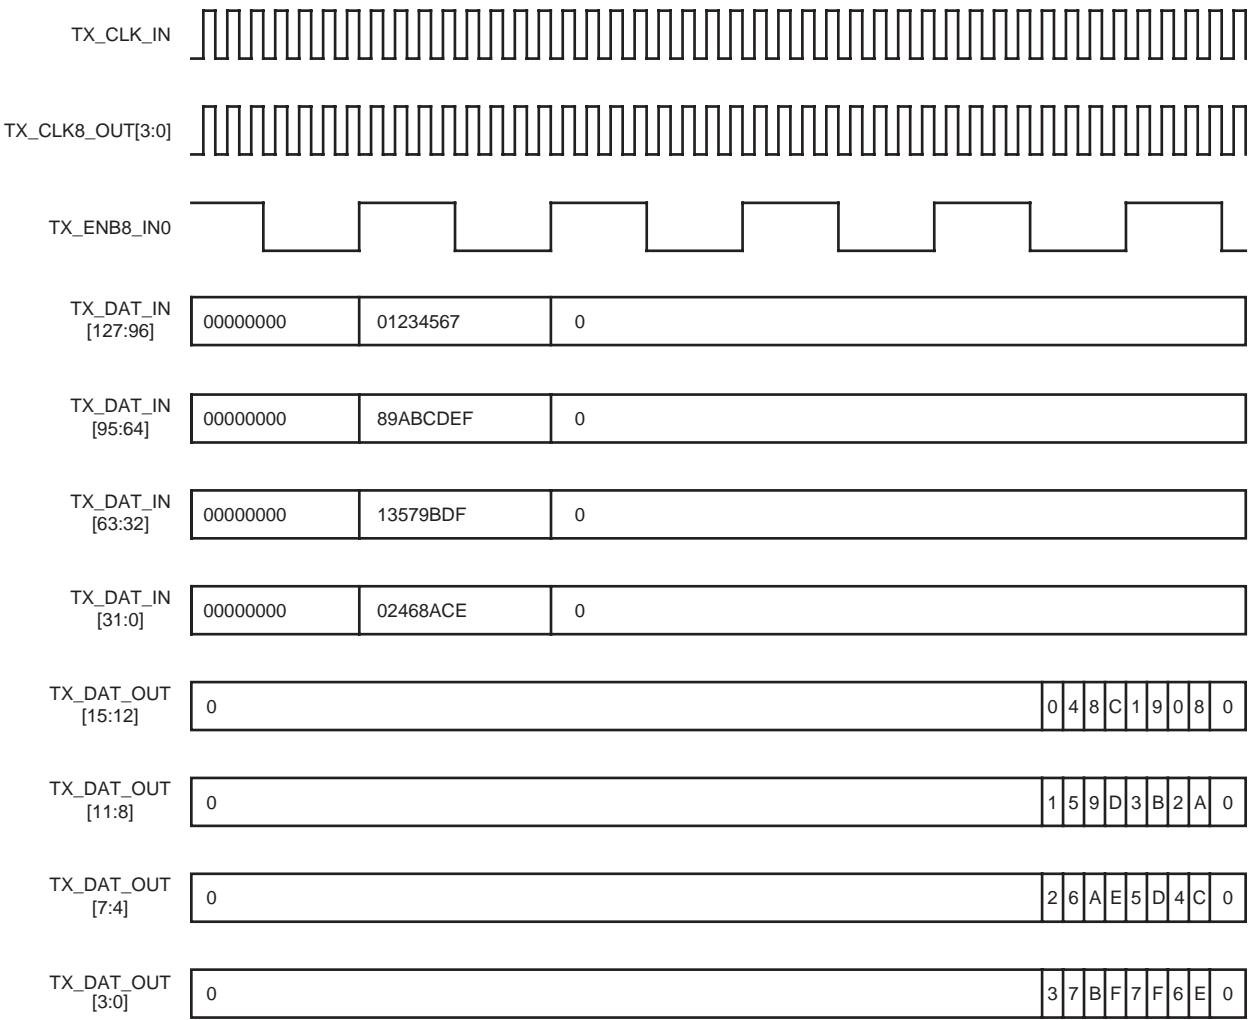 TX_CLK_IN
TX_CLK8_OUT[3:0]
TX_ENB8_IN0
TX_DAT_IN
[127:96]
00000000 01234567 0
TX_DAT_IN
[95:64]
00000000 89ABCDEF 0
TX_DAT_IN
[63:32]
00000000 13579BDF 0
TX_DAT_IN
[31:0]
00000000 02468ACE 0
TX_DAT_OUT
[15:12]
0 0 4 8 C 1 9 0 8 0
TX_DAT_OUT
[11:8]
0 1 5 9 D 3 B 2 A 0
TX_DAT_OUT
[7:4]
0 2 6 A E 5 D 4 C 0
TX_DAT_OUT
[3:0]
0 3 7 B F 7 F 6 E 0